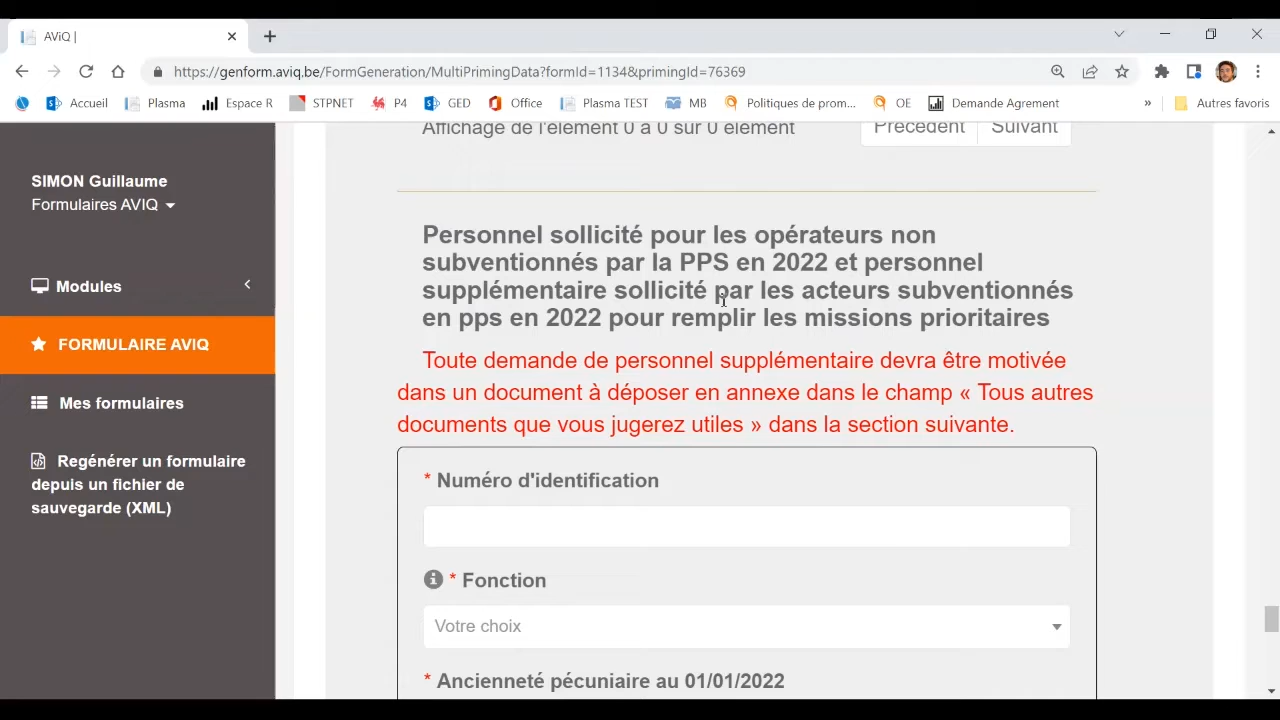 AViQ |
https://genform.aviq.be/FormGeneration/MultiPrimingData?formId=1134&primingId=76369
Accueil Plasma Espace R STPNET P4 GED Office Plasma TEST MB Politiques de prom... OE Demande Agrement » Autres favoris
Affichage de l'élément 0 à 0 sur 0 élément Précédent Suivant
SIMON Guillaume
Formulaires AVIQ
Modules
FORMULAIRE AVIQ
Mes formulaires
Regénérer un formulaire
depuis un fichier de
sauvegarde (XML)
Personnel sollicité pour les opérateurs non
subventionnés par la PPS en 2022 et personnel
supplémentaire sollicité par les acteurs subventionnés
en pps en 2022 pour remplir les missions prioritaires
Toute demande de personnel supplémentaire devra être motivée
dans un document à déposer en annexe dans le champ « Tous autres
documents que vous jugerez utiles » dans la section suivante.
* Numéro d'identification
* Fonction
Votre choix
* Ancienneté pécuniaire au 01/01/2022